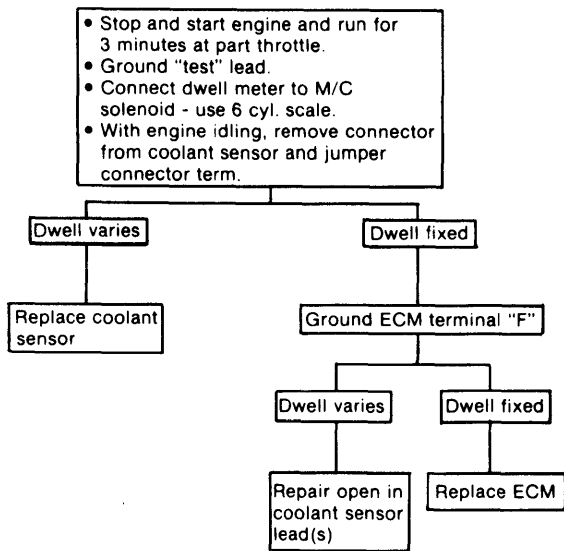 • Stop and start engine and run for
3 minutes at part throttle.
• Ground "test" lead.
• Connect dwell meter to M/C
solenoid - use 6 cyl. scale.
• With engine idling, remove connector
from coolant sensor and jumper
connector term.
Dwell varies
Dwell fixed
Replace coolant
sensor
Ground ECM terminal "F"
Dwell varies
Dwell fixed
Repair open in
coolant sensor
lead(s)
Replace ECM